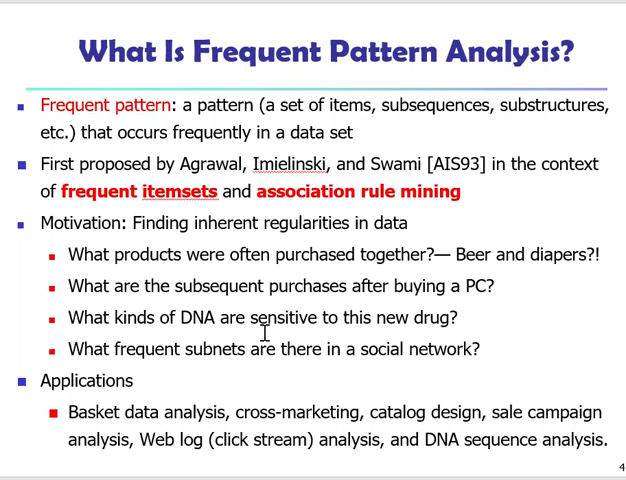 What Is Frequent Pattern Analysis?
Frequent pattern: a pattern (a set of items, subsequences, substructures,
etc.) that occurs frequently in a data set
First proposed by Agrawal, Imielinski, and Swami [AIS93] in the context
of frequent itemsets and association rule mining
Motivation: Finding inherent regularities in data
What products were often purchased together?— Beer and diapers?!
What are the subsequent purchases after buying a PC?
What kinds of DNA are sensitive to this new drug?
What frequent subnets are there in a social network?
Applications
Basket data analysis, cross-marketing, catalog design, sale campaign
analysis, Web log (click stream) analysis, and DNA sequence analysis.
4